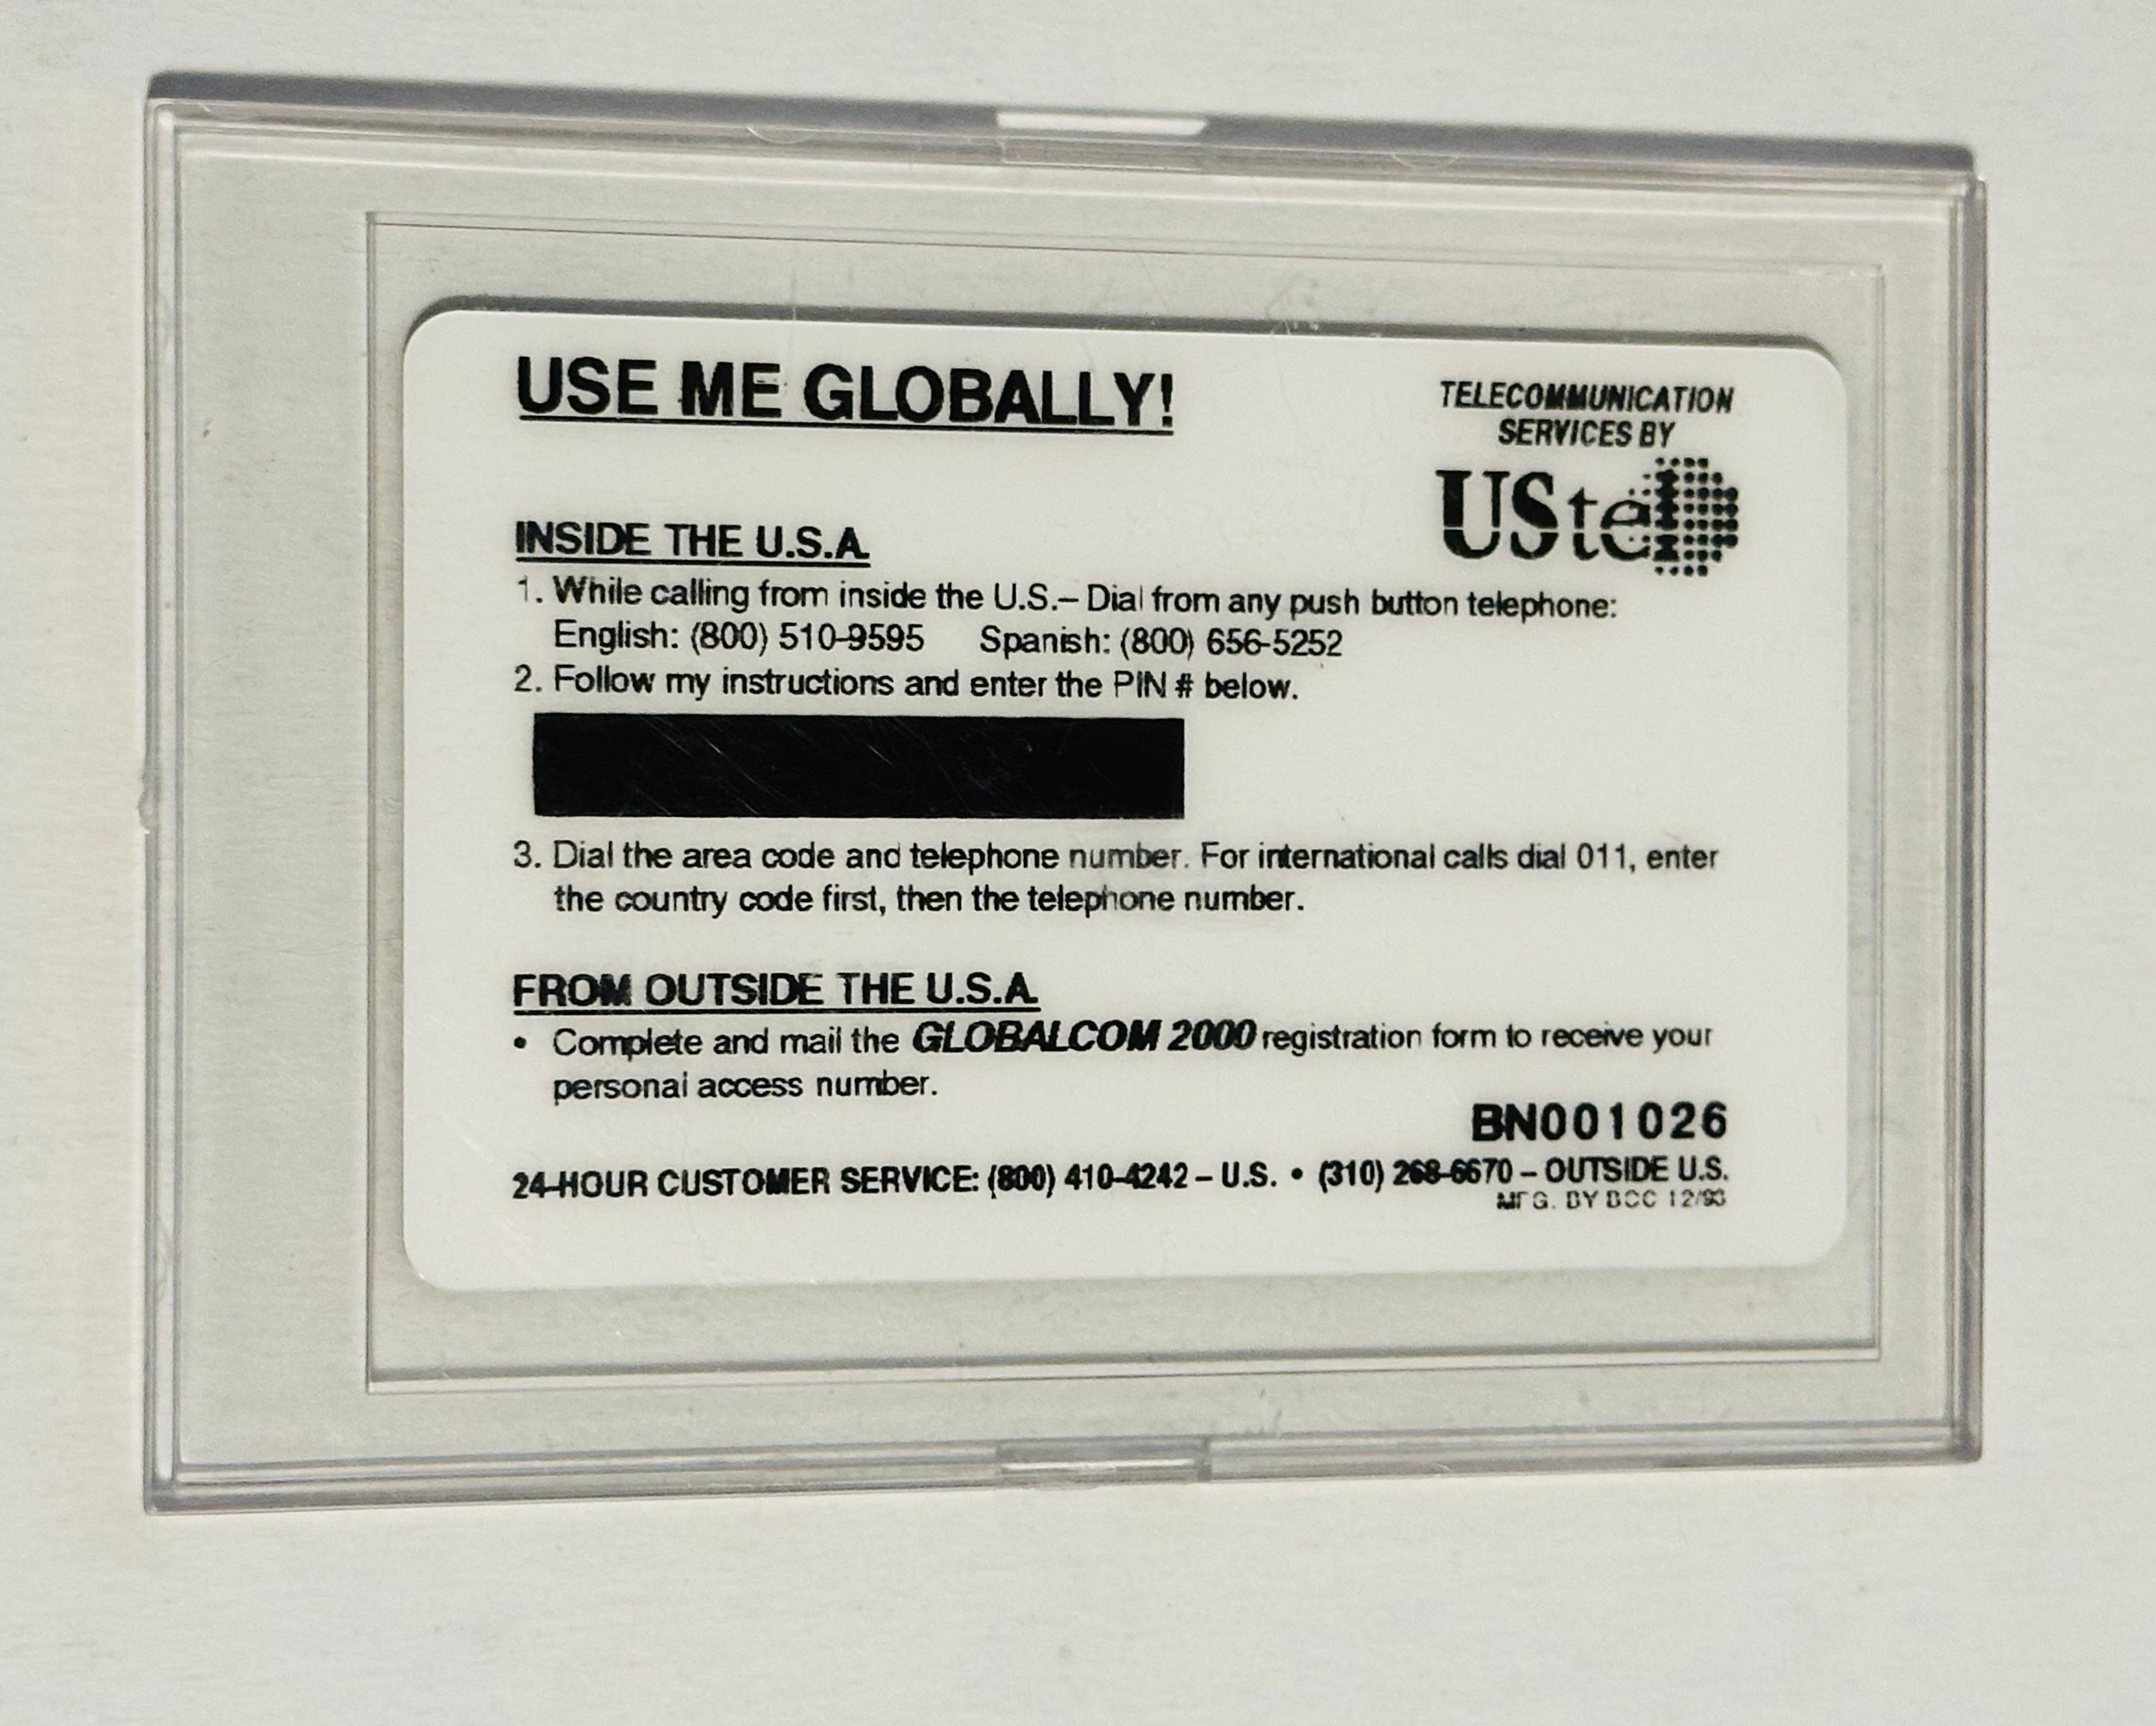 USE ME GLOBALLY!
TELECOMMUNICATION
SERVICES BY
UStel
INSIDE THE U.S.A.
1. While calling from inside the U.S.– Dial from any push button telephone:
English: (800) 510-9595 Spanish: (800) 656-5252
2. Follow my instructions and enter the PIN # below.
3. Dial the area code and telephone number. For international calls dial 011, enter
the country code first, then the telephone number.
FROM OUTSIDE THE U.S.A.
• Complete and mail the GLOBALCOM 2000 registration form to receive your
personal access number.
BN001026
24-HOUR CUSTOMER SERVICE: (800) 410-4242 – U.S. • (310) 268-6670 – OUTSIDE U.S.
MFG. BY BCC 12/93